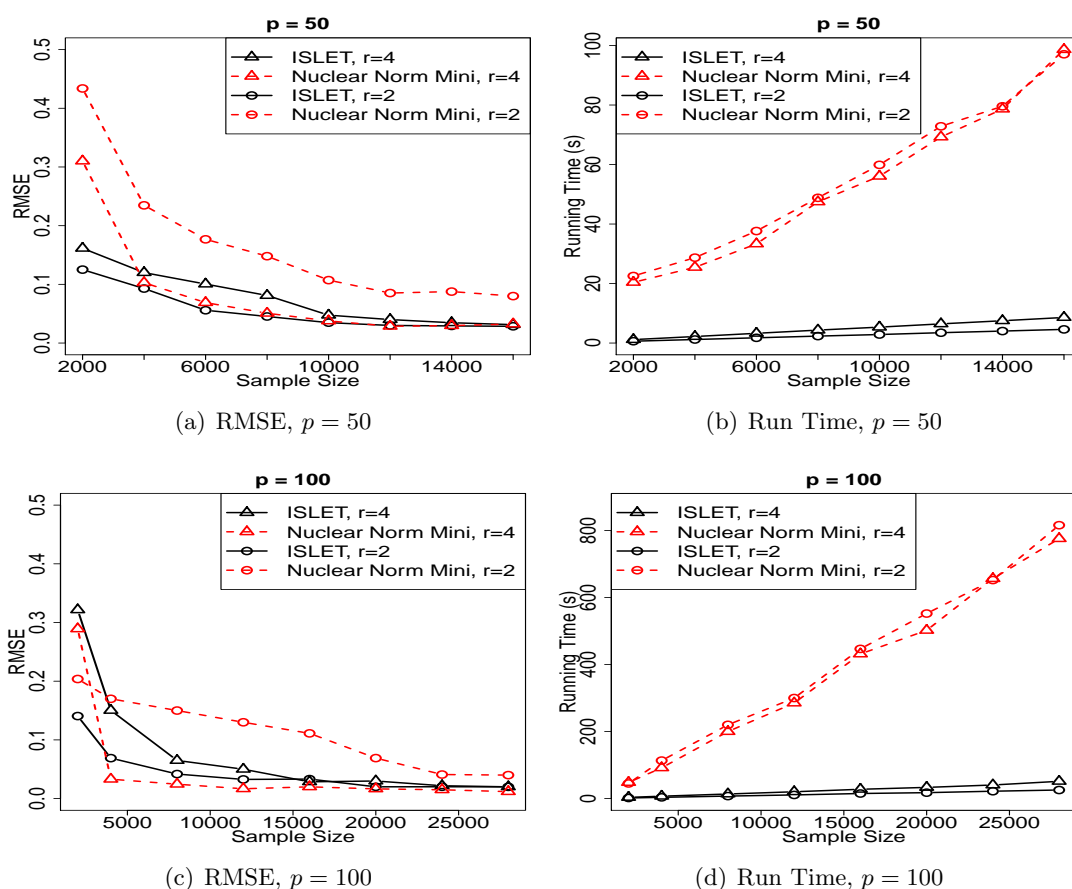 p = 50
RMSE
0.0 0.1 0.2 0.3 0.4 0.5
ISLET, r=4
Nuclear Norm Mini, r=4
ISLET, r=2
Nuclear Norm Mini, r=2
2000 6000 10000 14000
Sample Size
(a) RMSE, p = 50
p = 50
Running Time (s)
0 20 40 60 80 100
ISLET, r=4
Nuclear Norm Mini, r=4
ISLET, r=2
Nuclear Norm Mini, r=2
2000 6000 10000 14000
Sample Size
(b) Run Time, p = 50
p = 100
RMSE
0.0 0.1 0.2 0.3 0.4 0.5
ISLET, r=4
Nuclear Norm Mini, r=4
ISLET, r=2
Nuclear Norm Mini, r=2
5000 10000 15000 20000 25000
Sample Size
(c) RMSE, p = 100
p = 100
Running Time (s)
0 200 400 600 800
ISLET, r=4
Nuclear Norm Mini, r=4
ISLET, r=2
Nuclear Norm Mini, r=2
5000 10000 15000 20000 25000
Sample Size
(d) Run Time, p = 100